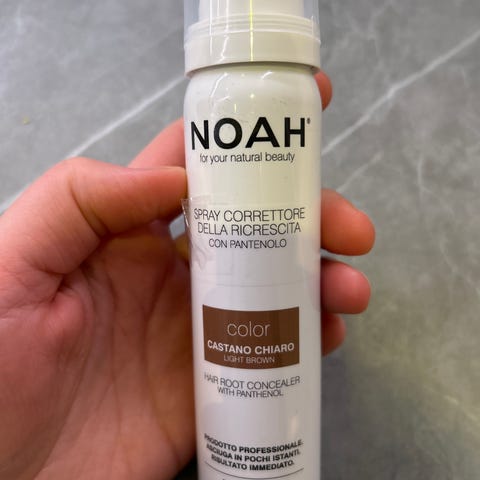 NOAH®
for your natural beauty
SPRAY CORRETTORE
DELLA RICRESCITA
CON PANTENOLO
color
CASTANO CHIARO
LIGHT BROWN
HAIR ROOT CONCEALER
WITH PANTHENOL
PRODOTTO PROFESSIONALE.
ASCIUGA IN POCHI ISTANTI.
RISULTATO IMMEDIATO.